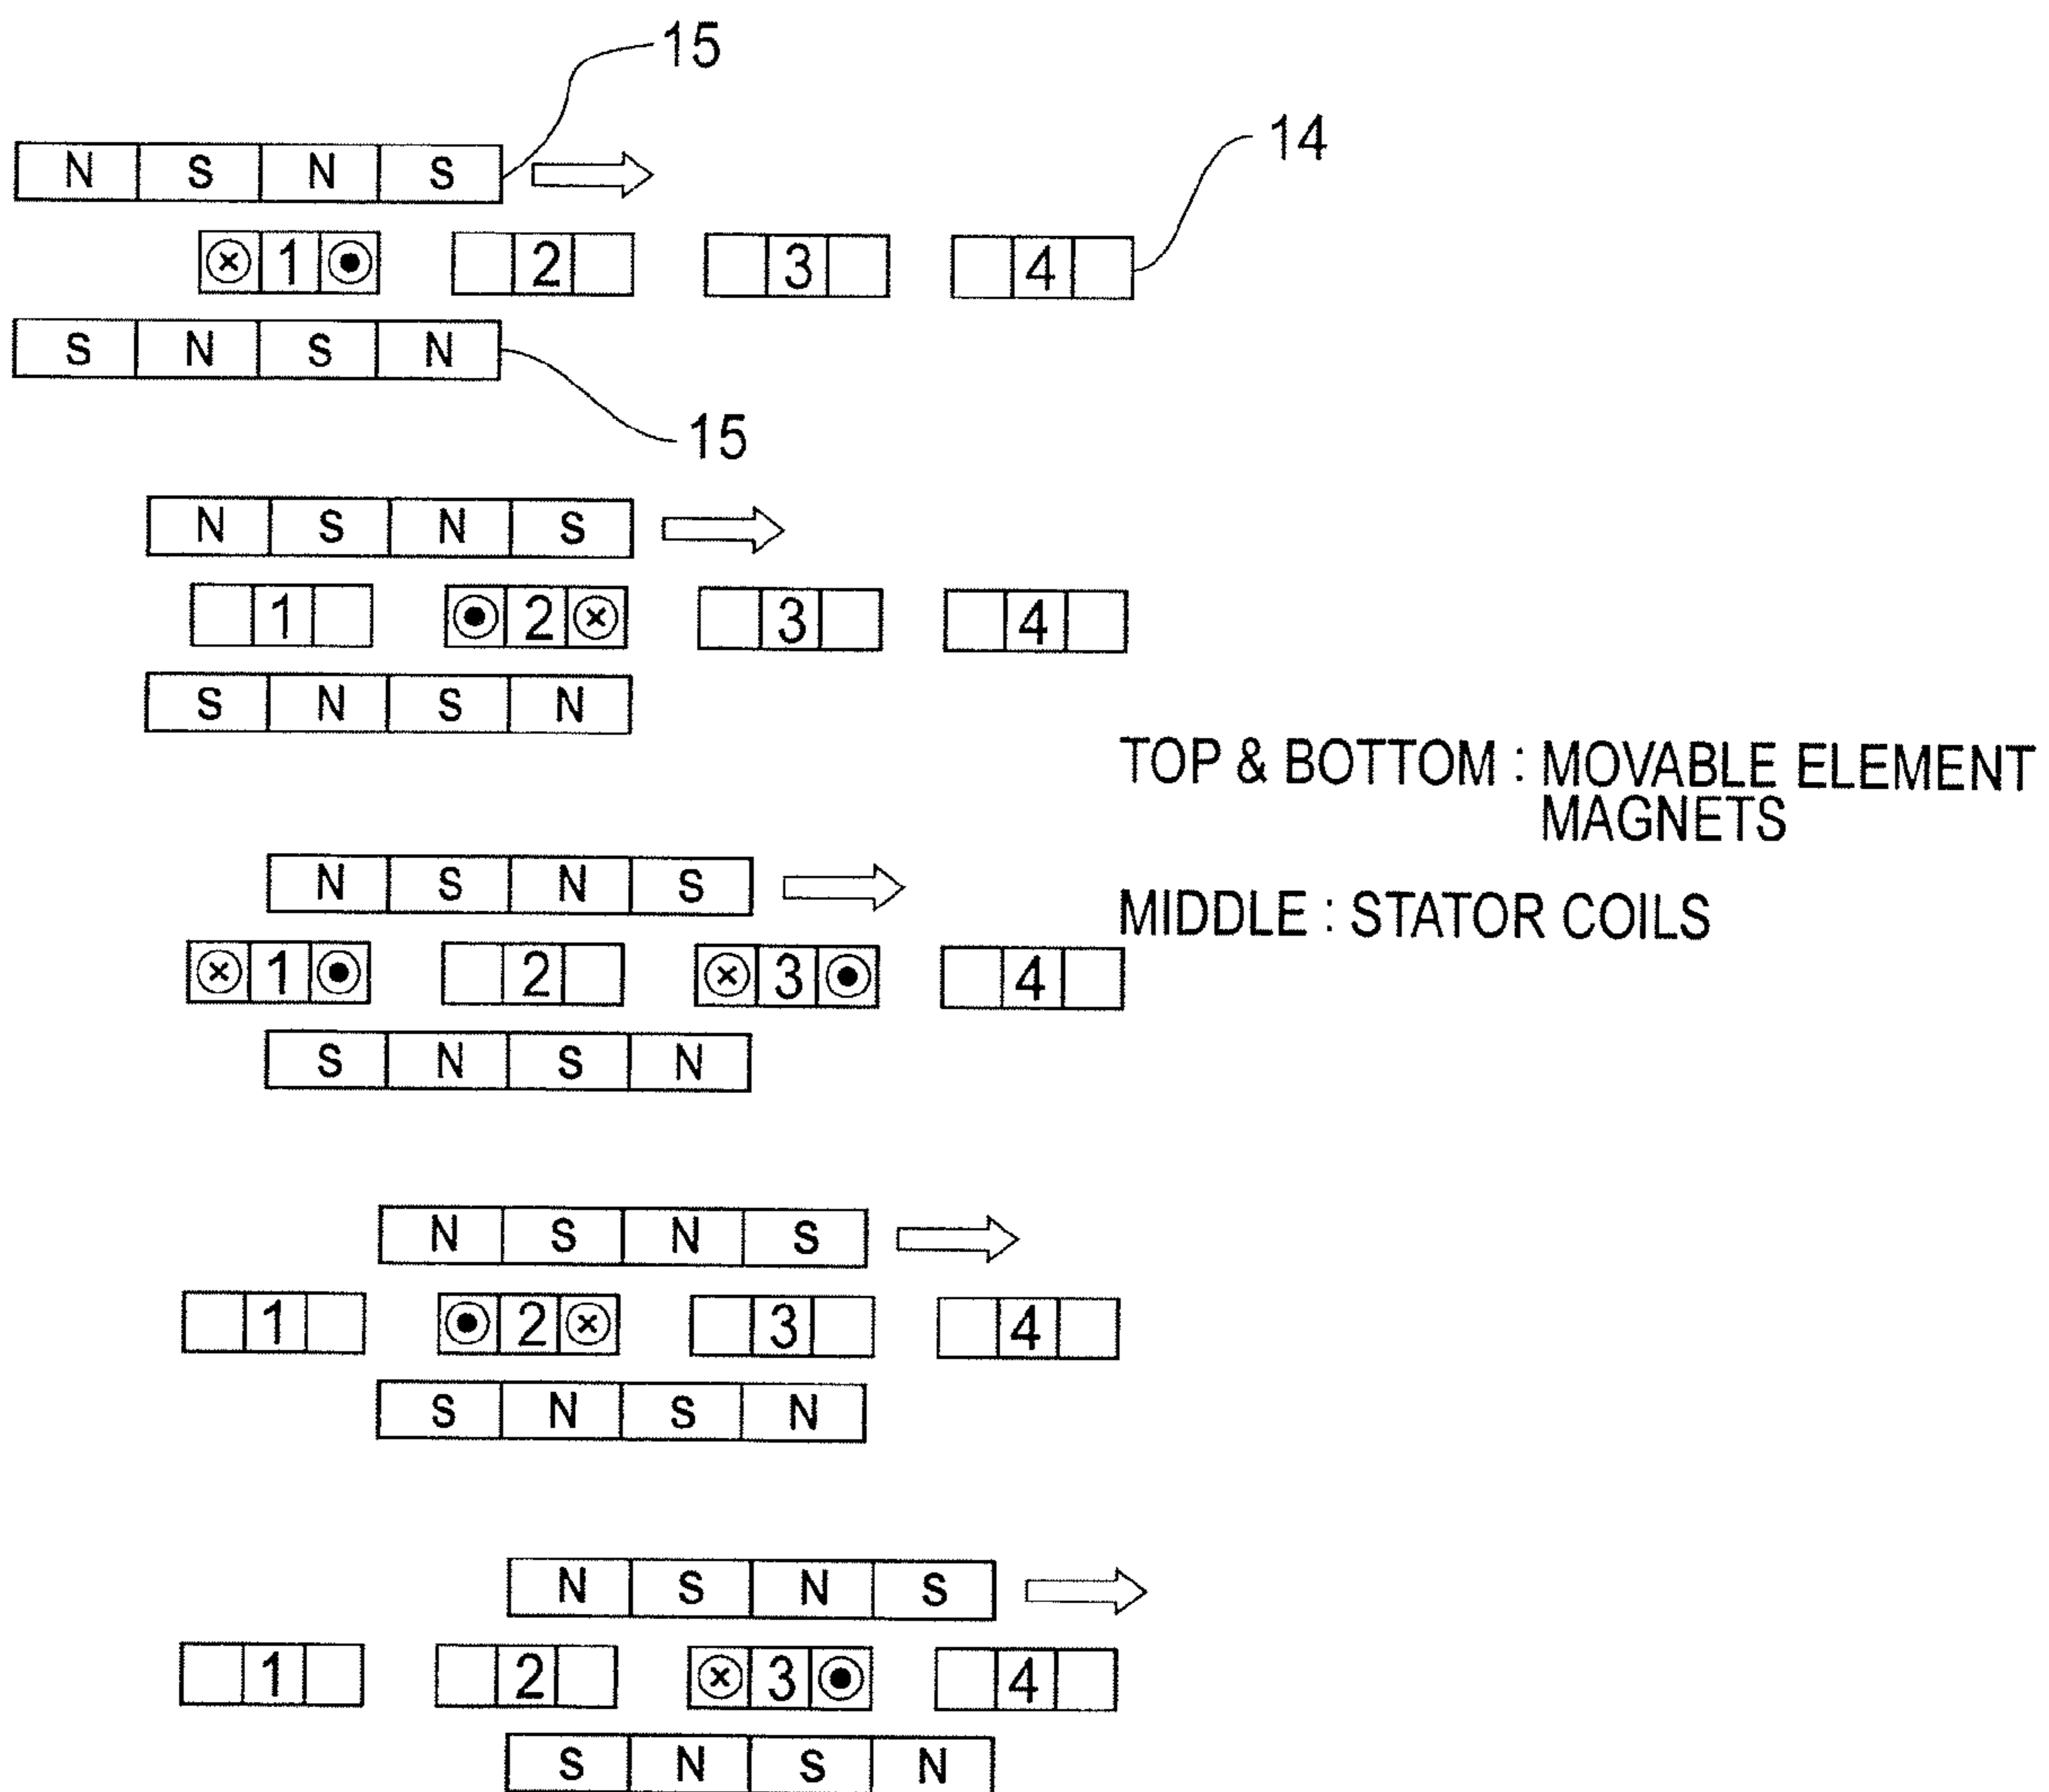 15
N S N S
14
⊗ 1 ⊙ 2 3 4
S N S N
15
N S N S
1 ⊙ 2 ⊗ 3 4
S N S N
TOP & BOTTOM : MOVABLE ELEMENT
MAGNETS
N S N S
MIDDLE : STATOR COILS
⊗ 1 ⊙ 2 ⊗ 3 ⊙ 4
S N S N
N S N S
1 ⊙ 2 ⊗ 3 4
S N S N
N S N S
1 2 ⊗ 3 ⊙ 4
S N S N